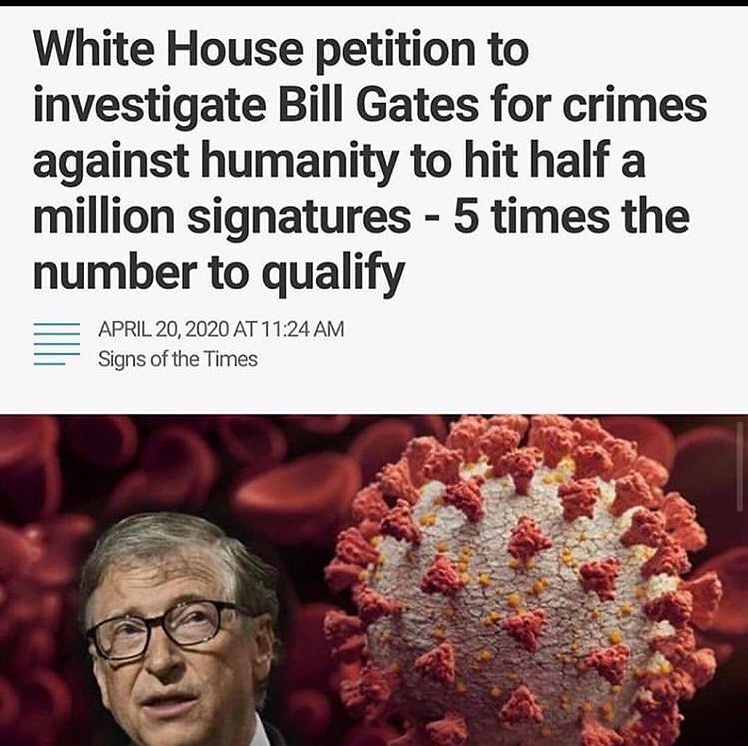 White House petition to
investigate Bill Gates for crimes
against humanity to hit half a
million signatures - 5 times the
number to qualify
APRIL 20, 2020 AT 11:24 AM
Signs of the Times